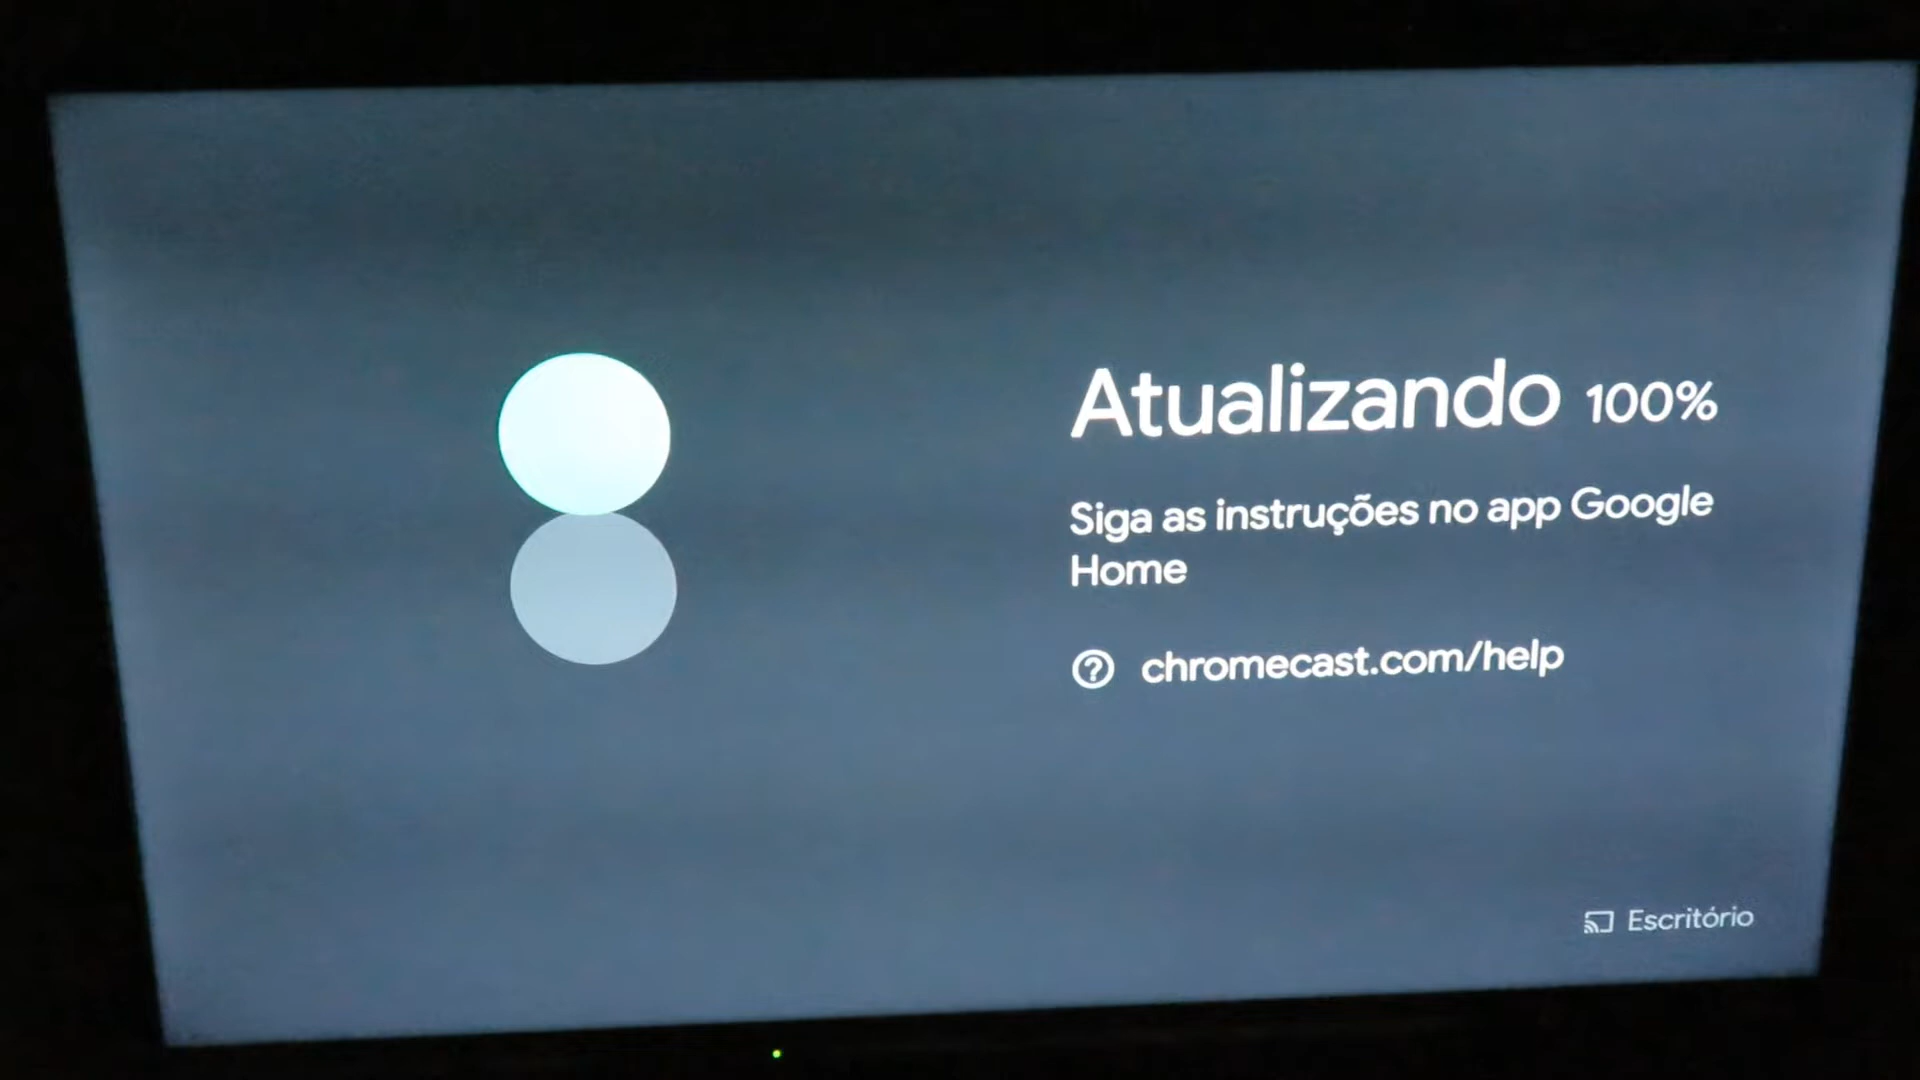 Atualizando 100%
Siga as instruções no app Google
Home
chromecast.com/help
Escritório